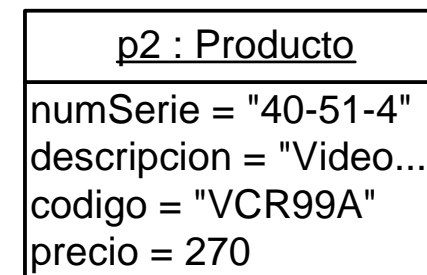 p2 : Producto
numSerie = "40-51-4"
descripcion = "Video...
codigo = "VCR99A"
precio = 270